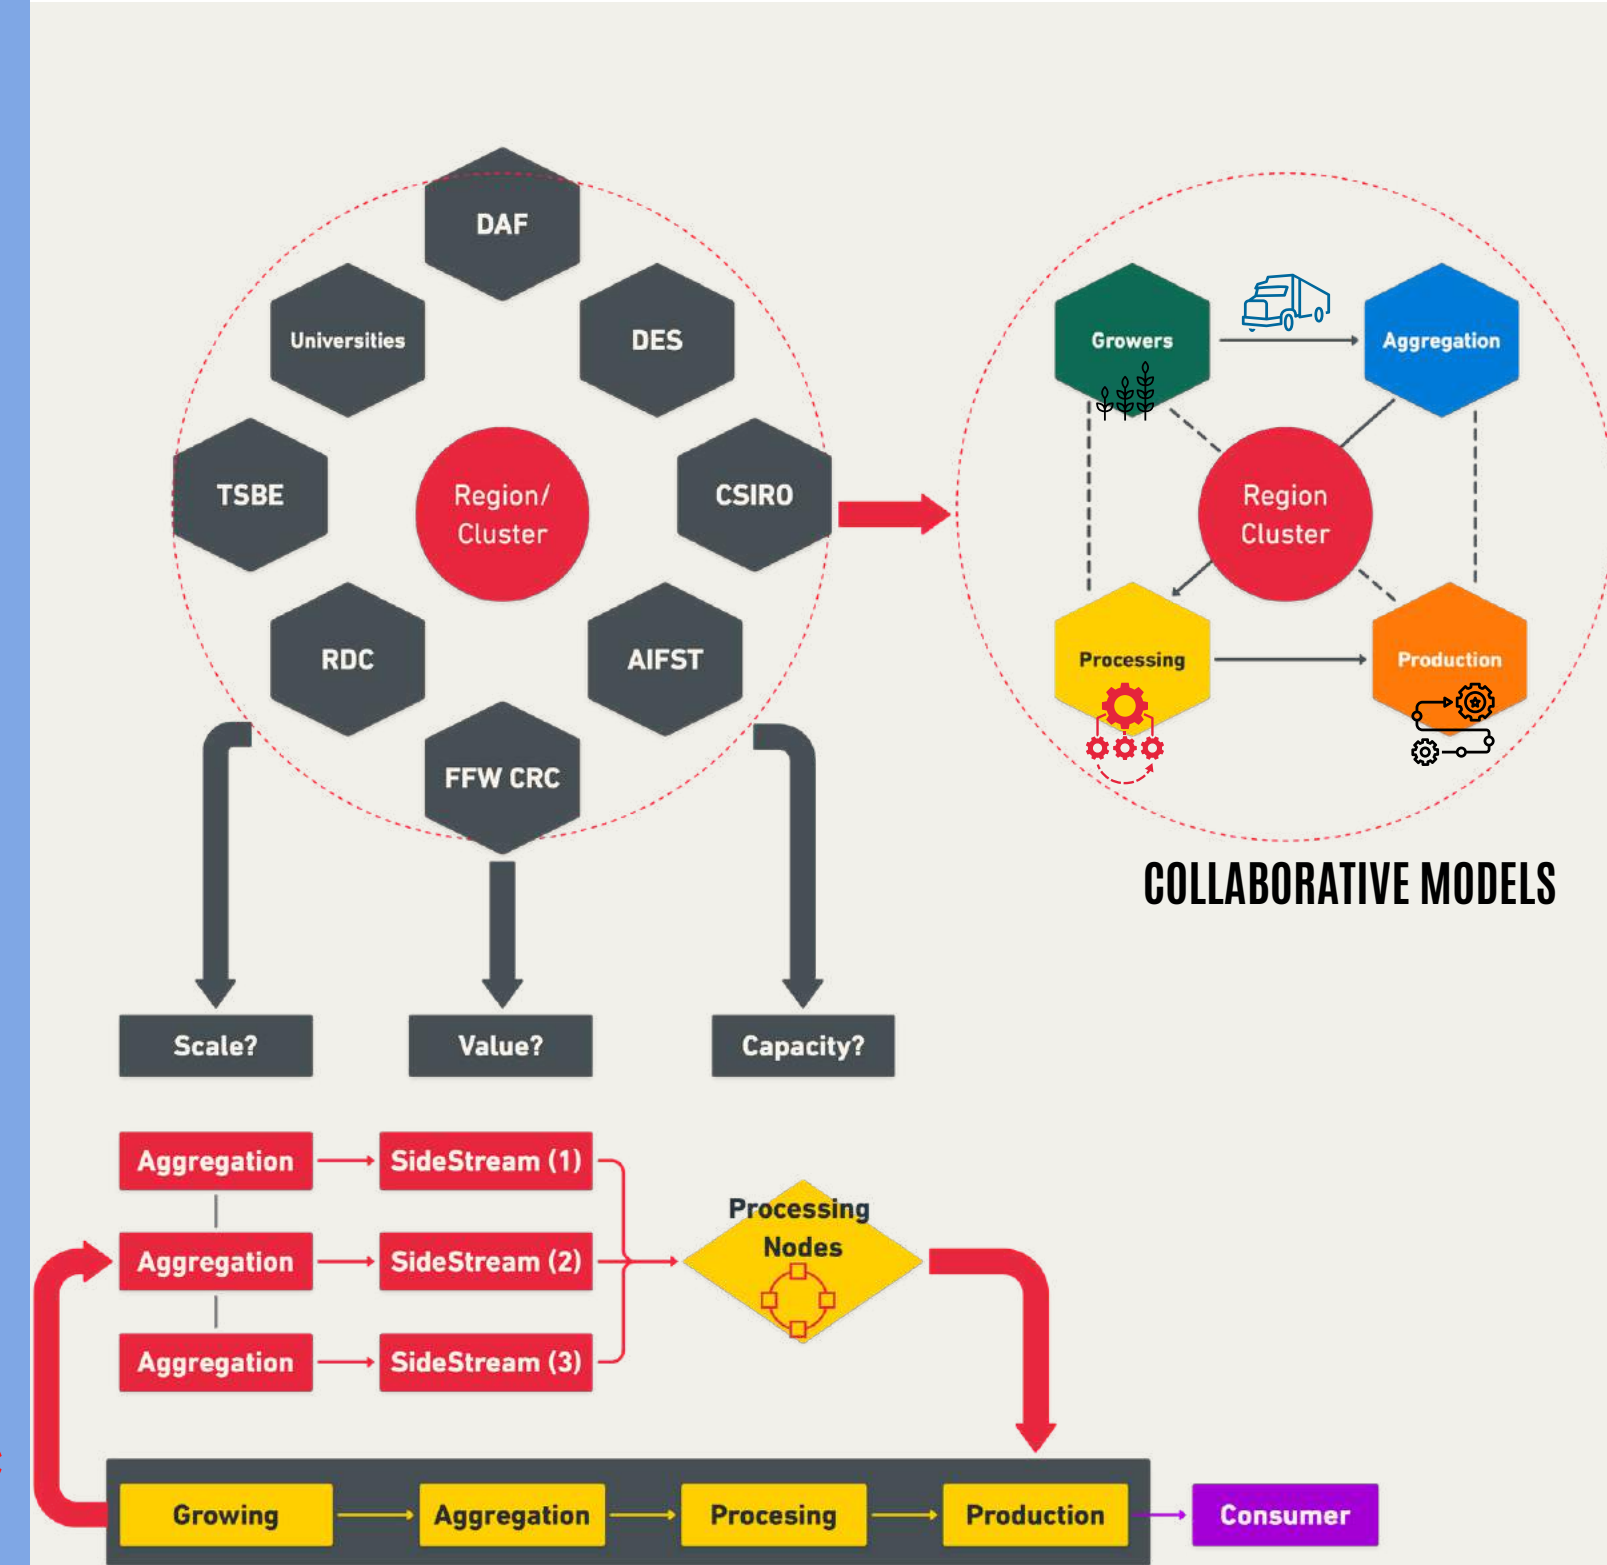 DAF
Universities
DES
TSBE
Region/
Cluster
CSIRO
RDC
AIFST
FFW CRC
Growers
Aggregation
Region
Cluster
Processing
Production
COLLABORATIVE MODELS
Scale?
Value?
Capacity?
Aggregation
SideStream (1)
Aggregation
SideStream (2)
Aggregation
SideStream (3)
Processing
Nodes
Growing
Aggregation
Procesing
Production
Consumer